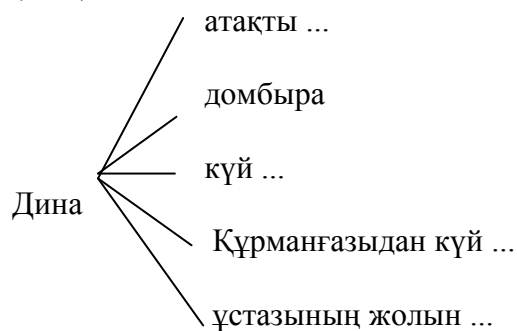 атақты ...
домбыра
күй ...
Дина
Құрманғазыдан күй ...
ұстазының жолын ...